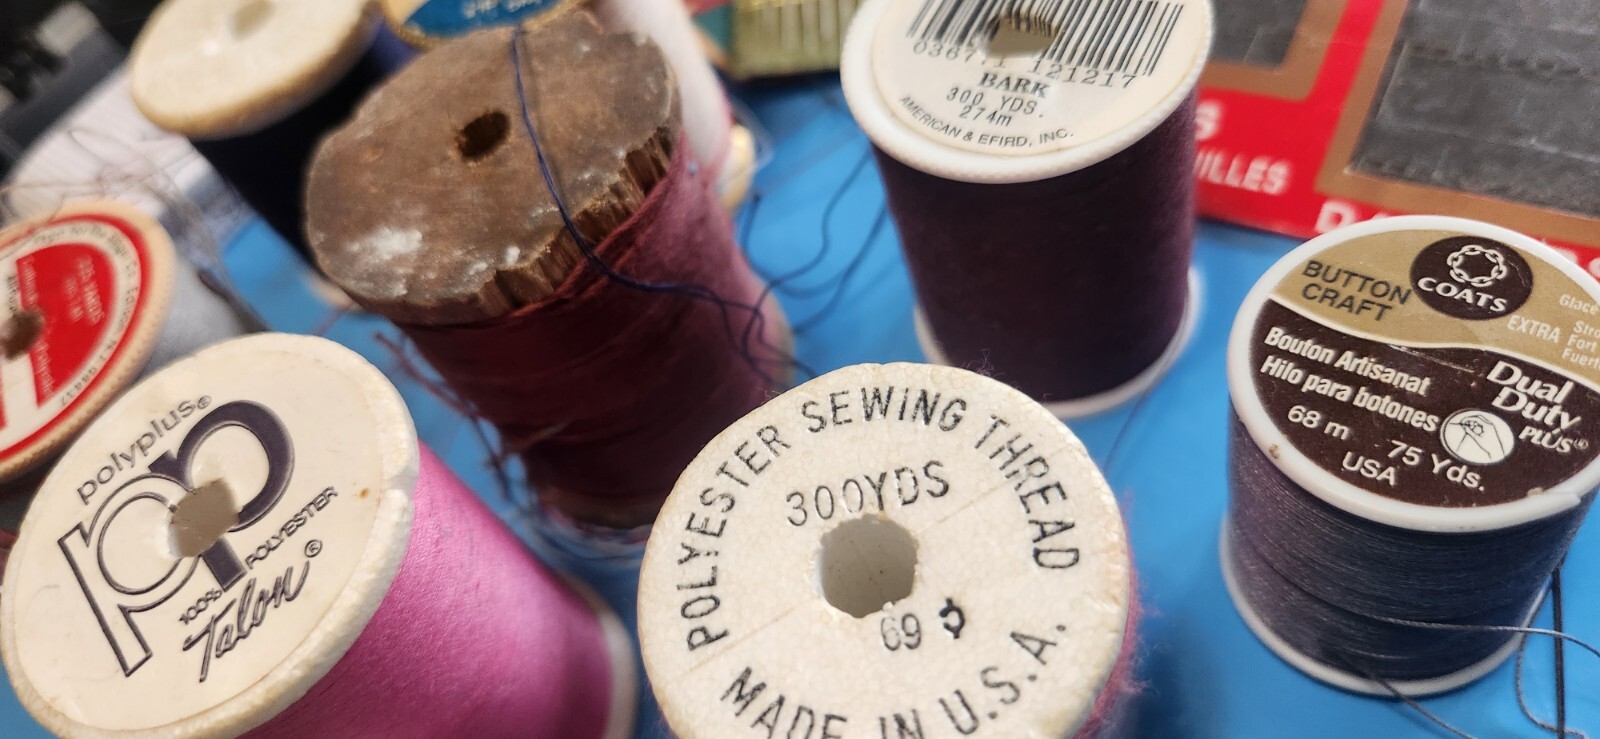 0367.1 121217
BARK
300 YDS.
274m
AMERICAN & EFIRD, INC.
ILLES
BUTTON
CRAFT
COATS
EXTRA
Fort
Bouton Artisanat
Hilo para botones
68 m 75 Yds.
USA
Dual
Duty
PLUS®
polyplus®
pp
100% POLYESTER
Talon®
POLYESTER SEWING THREAD
300YDS
69¢
MADE IN U.S.A.